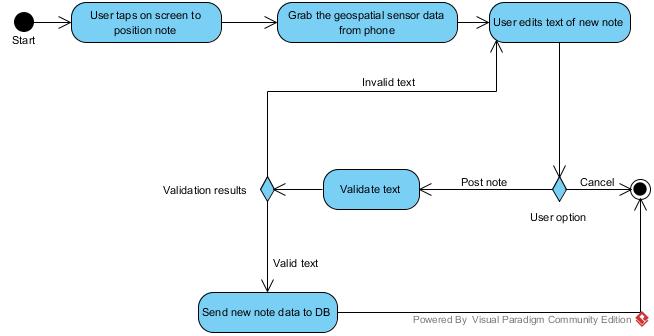 User taps on screen to
position note
Grab the geospatial sensor data
from phone
User edits text of new note
Start
Invalid text
Validation results
Validate text
Post note
Cancel
User option
Valid text
Send new note data to DB
Powered By Visual Paradigm Community Edition